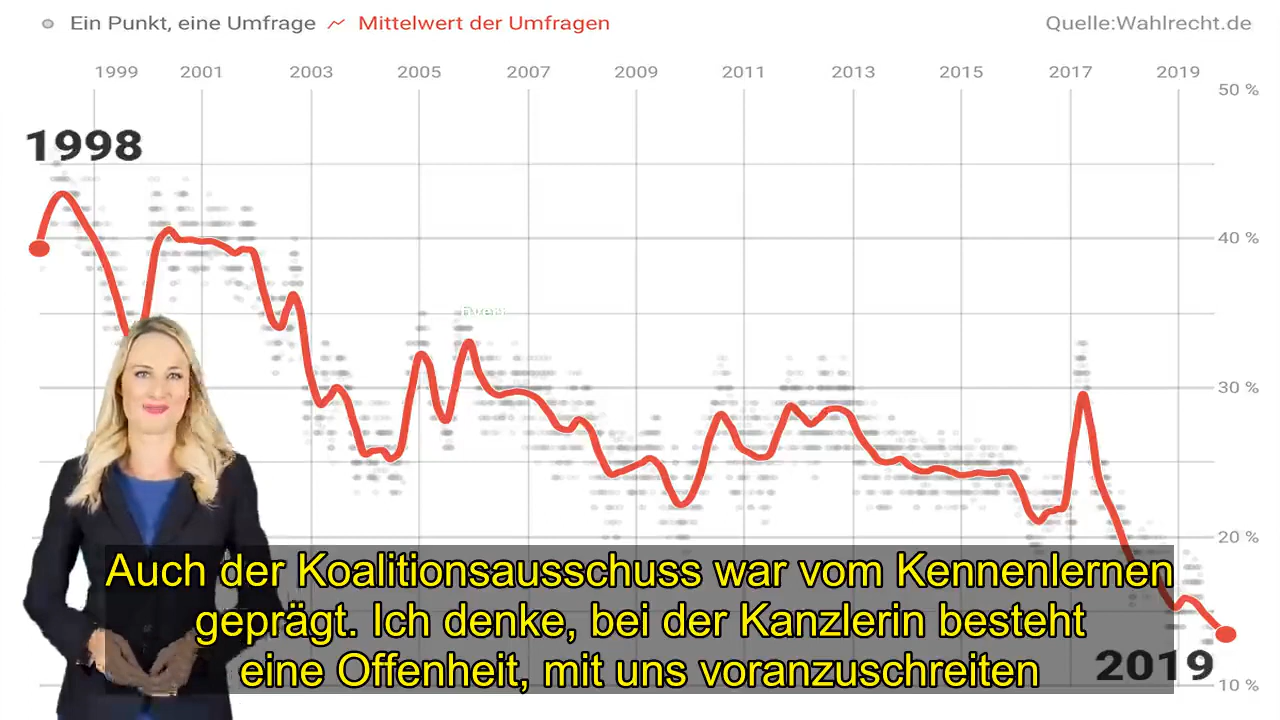 Ein Punkt, eine Umfrage Mittelwert der Umfragen Quelle:Wahlrecht.de
1999 2001 2003 2005 2007 2009 2011 2013 2015 2017 2019
50 %
1998
40 %
30 %
20 %
Auch der Koalitionsausschuss war vom Kennenlernen
geprägt. Ich denke, bei der Kanzlerin besteht
eine Offenheit, mit uns voranzuschreiten
2019
10 %